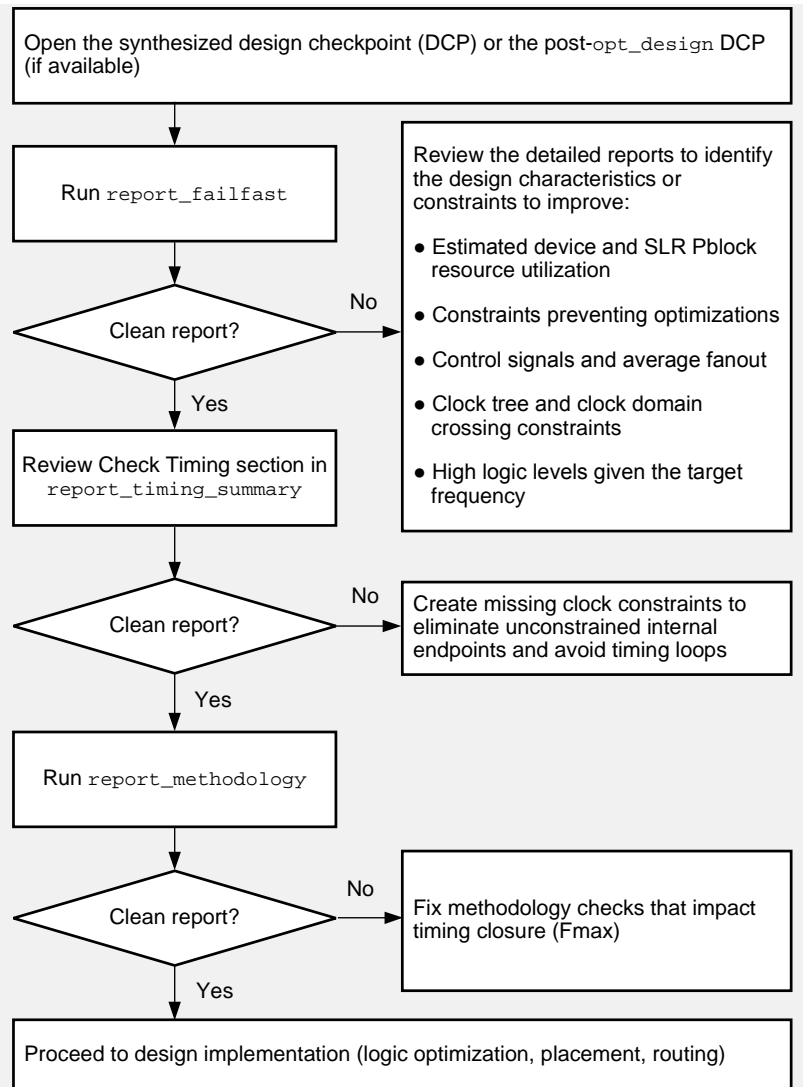 Open the synthesized design checkpoint (DCP) or the post-opt_design DCP
(if available)
Run report_failfast
Review the detailed reports to identify
the design characteristics or
constraints to improve:
● Estimated device and SLR Pblock
resource utilization
● Constraints preventing optimizations
● Control signals and average fanout
● Clock tree and clock domain
crossing constraints
● High logic levels given the target
frequency
Clean report?
No
Yes
Review Check Timing section in
report_timing_summary
Clean report?
No
Create missing clock constraints to
eliminate unconstrained internal
endpoints and avoid timing loops
Yes
Run report_methodology
Clean report?
No
Fix methodology checks that impact
timing closure (Fmax)
Yes
Proceed to design implementation (logic optimization, placement, routing)